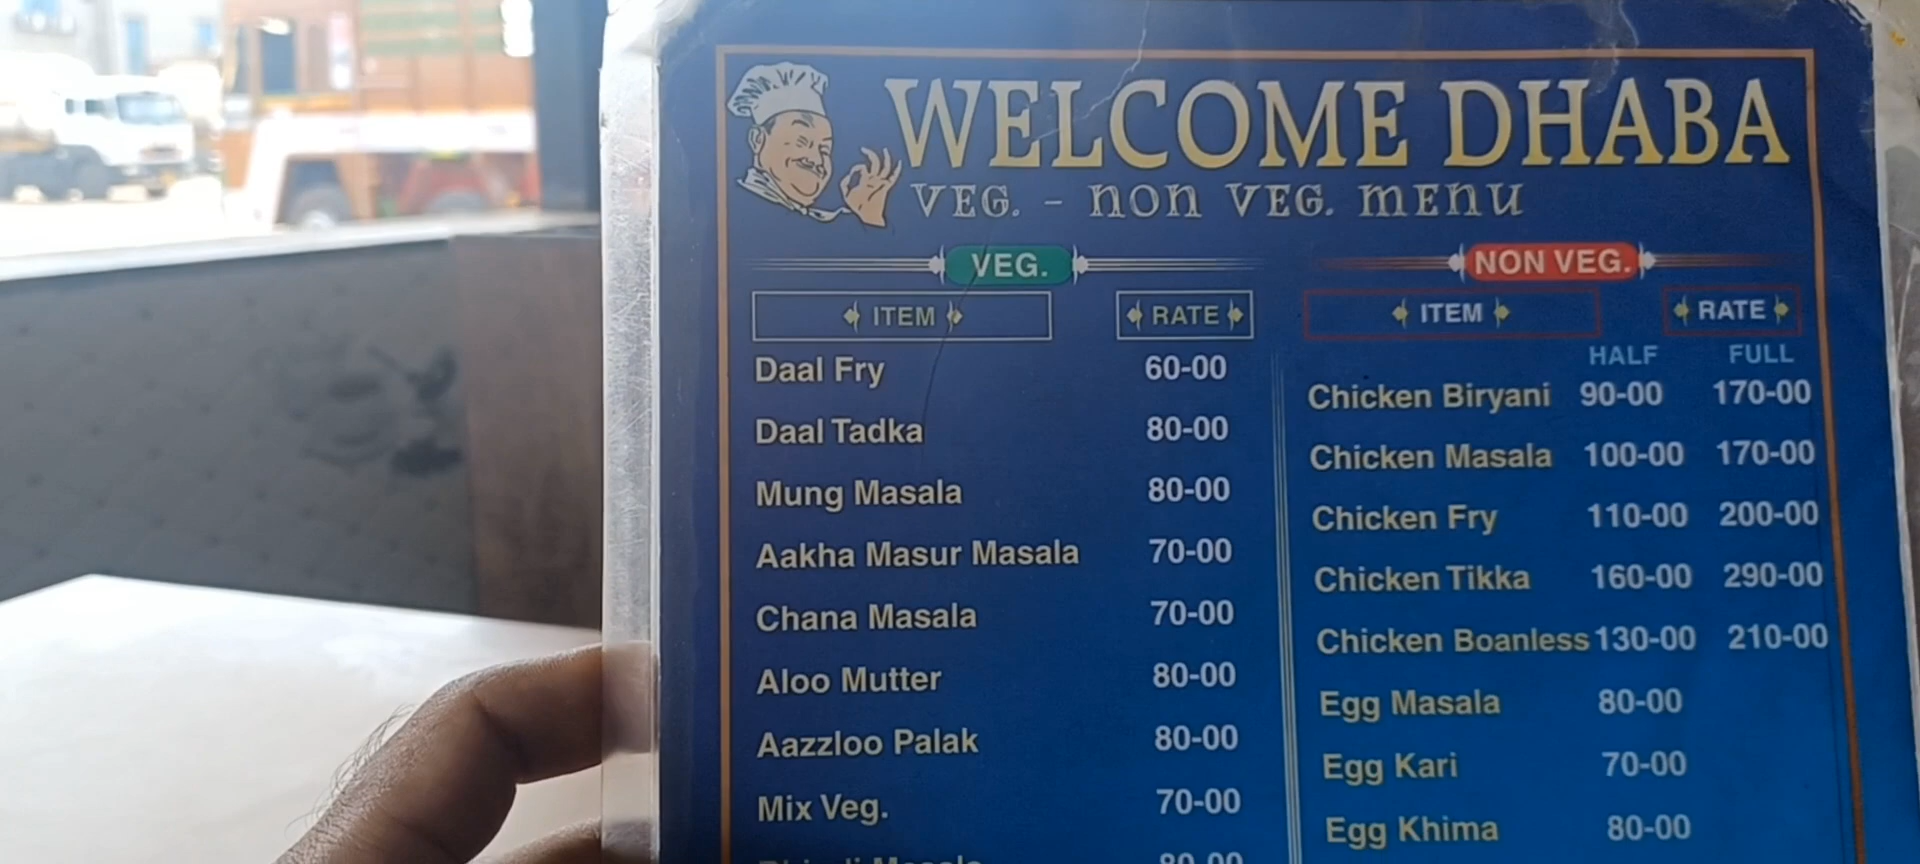 WELCOME DHABA
VEG. - non VEG. menu
VEG.
ITEM RATE
Daal Fry 60-00
Daal Tadka 80-00
Mung Masala 80-00
Aakha Masur Masala 70-00
Chana Masala 70-00
Aloo Mutter 80-00
Aazzloo Palak 80-00
Mix Veg. 70-00
Masala 80-00
NON VEG.
ITEM RATE
HALF FULL
Chicken Biryani 90-00 170-00
Chicken Masala 100-00 170-00
Chicken Fry 110-00 200-00
Chicken Tikka 160-00 290-00
Chicken Boanless 130-00 210-00
Egg Masala 80-00
Egg Kari 70-00
Egg Khima 80-00